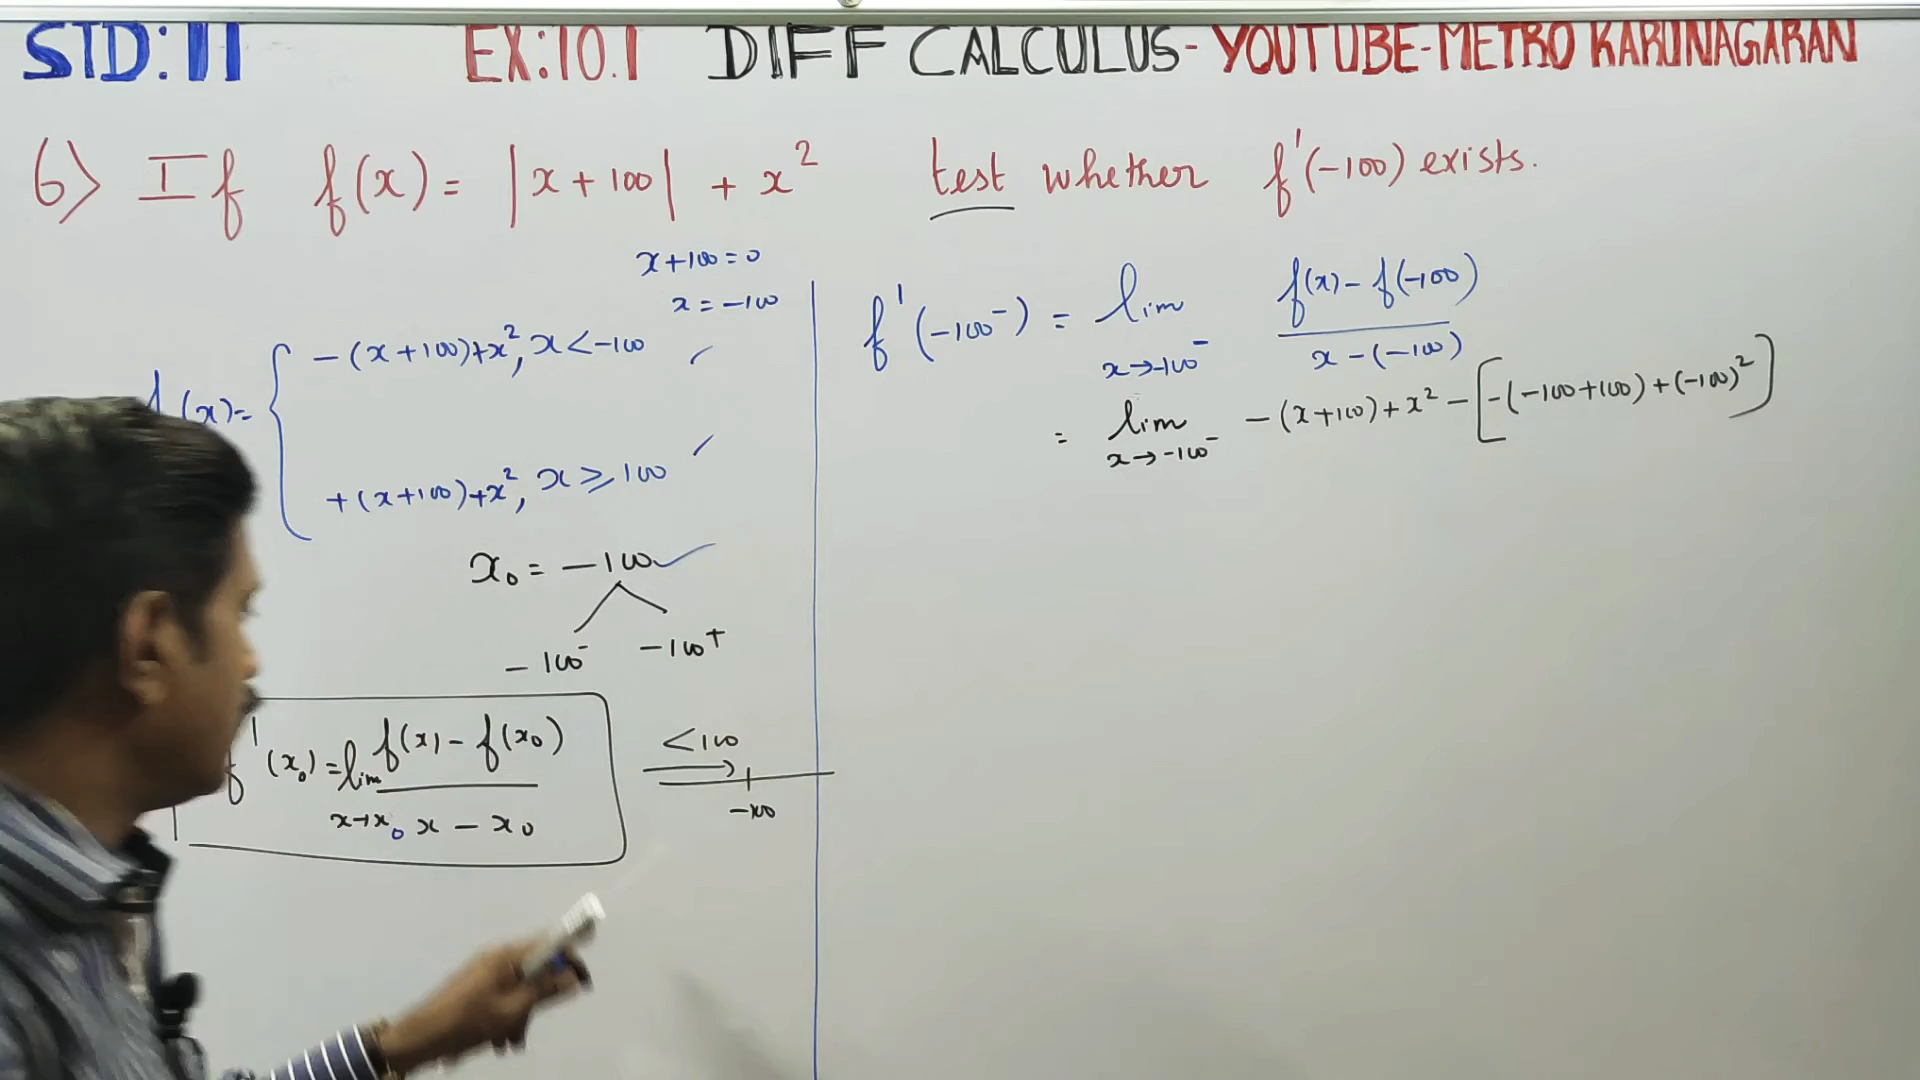 STD:11 EX:10.1 DIFF CALCULUS-YOUTUBE-METRO KARUNAGARAN
6) If f(x) = |x+100| + x² test whether f'(-100) exists.
x+100=0
x = -100
f(x)= { -(x+100)+x², x<-100
+(x+100)+x², x ≥ 100
x₀ = -100
-100⁻ -100⁺
f'(x₀)=lim f(x) - f(x₀)
x→x₀ x - x₀
<100
-100
f'(-100⁻) = lim f(x) - f(-100)
x→-100⁻ x-(-100)
= lim -(x+100)+x² - [-(-100+100)+(-100)²]
x→-100⁻